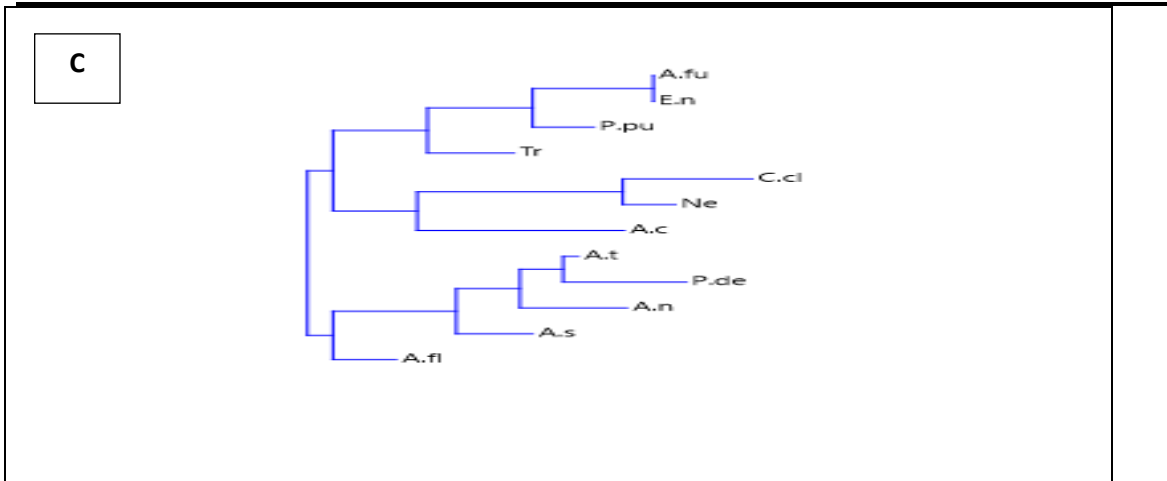 C
A.fu
E.n
P.pu
Tr
C.cl
Ne
A.c
A.t
P.de
A.n
A.s
A.fl